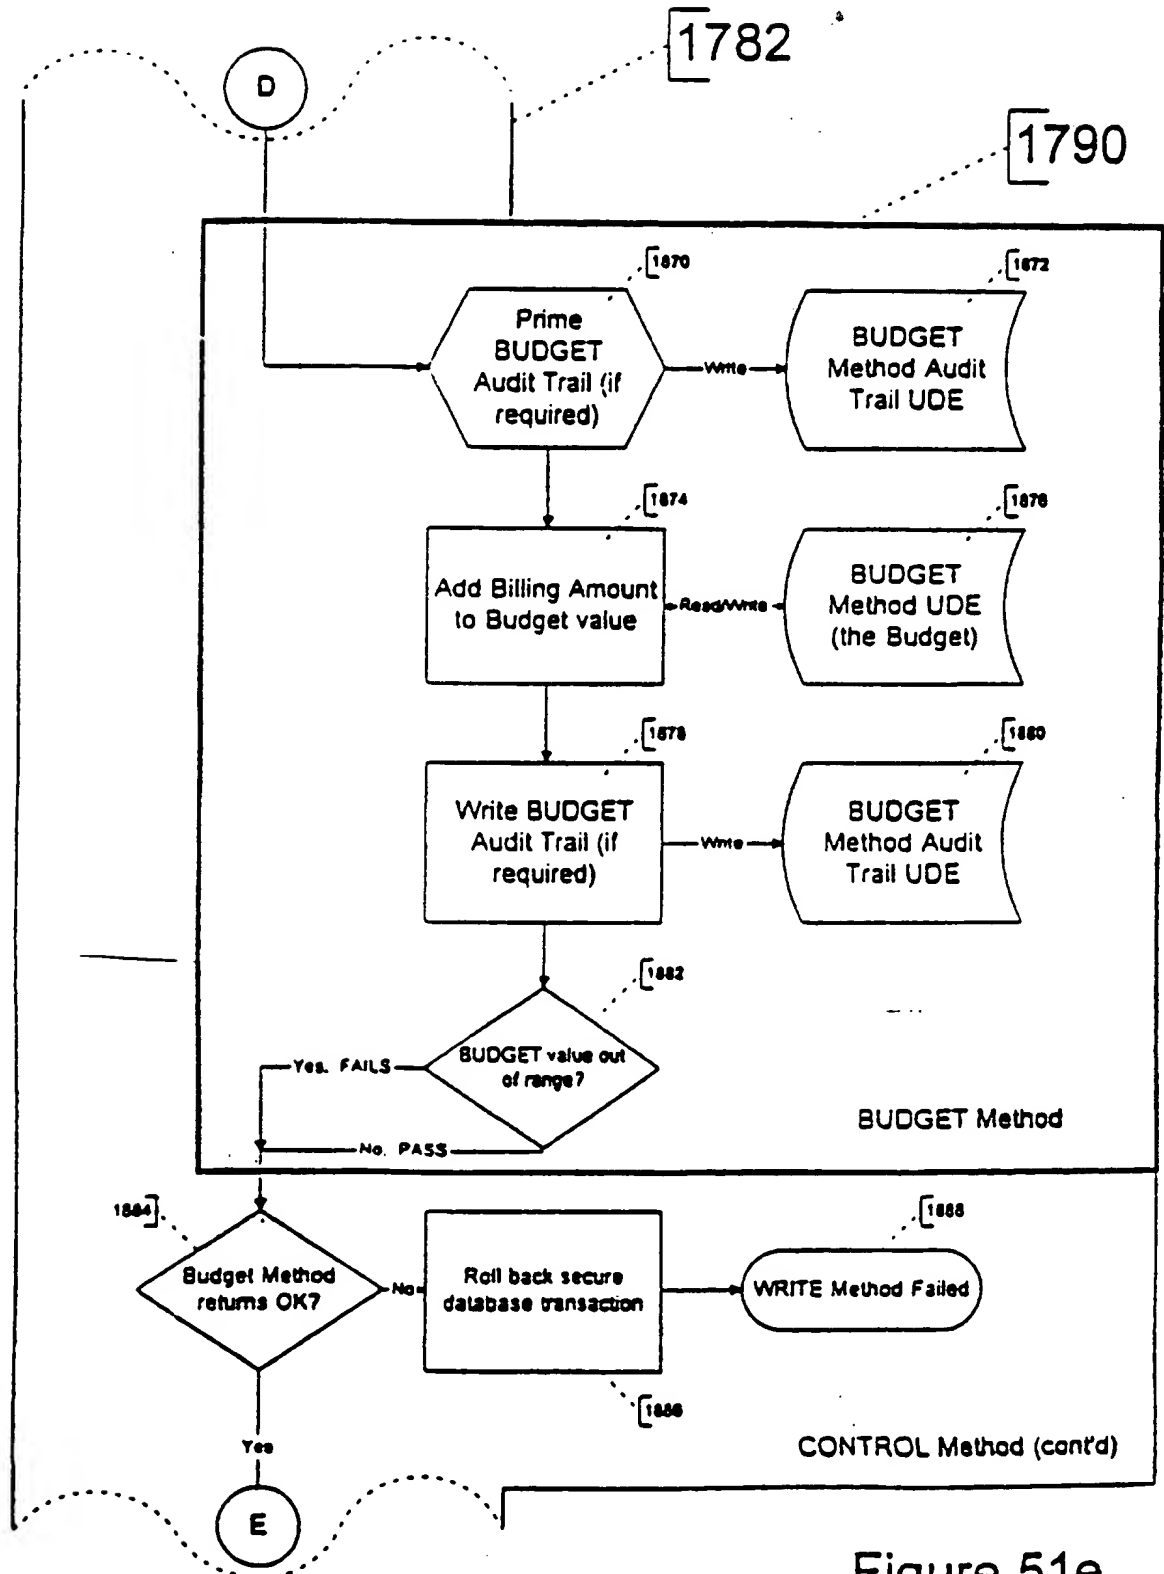 1782
D
1790
1870
1872
Prime
BUDGET
Audit Trail (if
required)
Write
BUDGET
Method Audit
Trail UDE
1874
1876
Add Billing Amount
to Budget value
Read/Write
BUDGET
Method UDE
(the Budget)
1878
1880
Write BUDGET
Audit Trail (if
required)
Write
BUDGET
Method Audit
Trail UDE
1882
BUDGET value out
of range?
Yes, FAILS
No, PASS
BUDGET Method
1884
Budget Method
returns OK?
No
Roll back secure
database transaction
1886
1888
WRITE Method Failed
Yes
CONTROL Method (cont'd)
E
Figure 51e